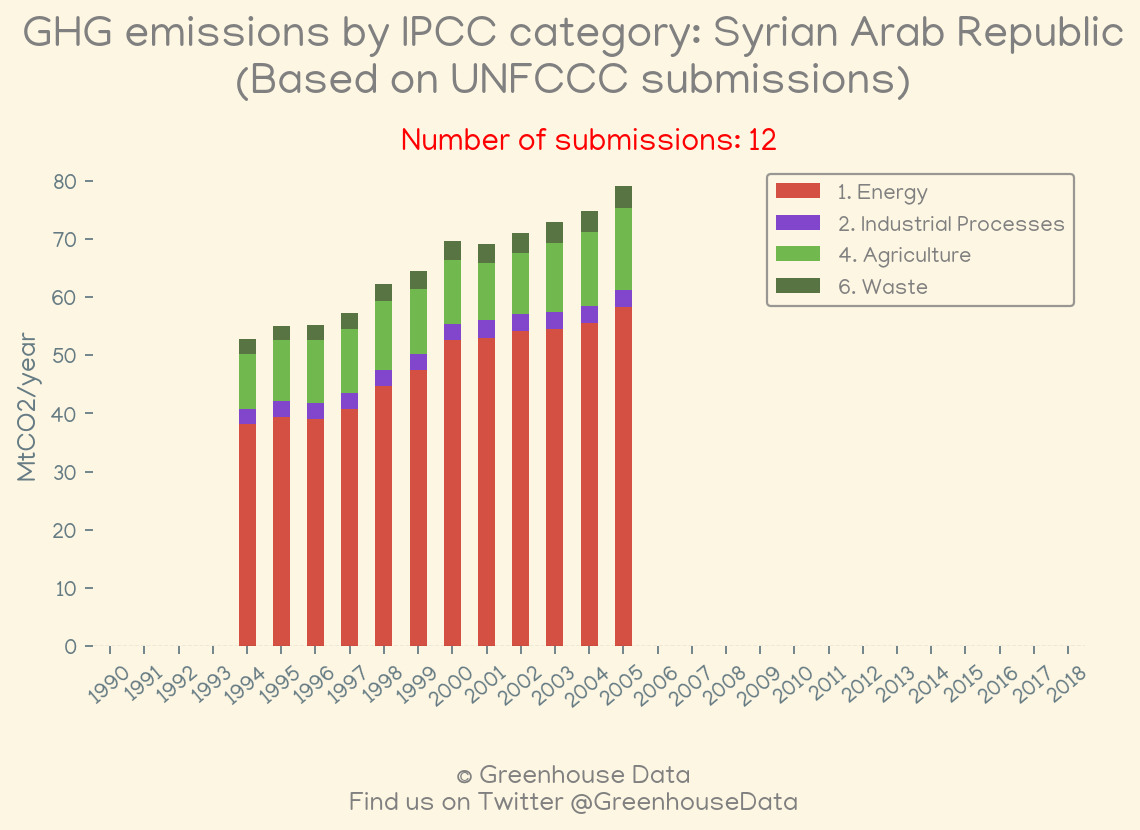 GHG emissions by IPCC category: Syrian Arab Republic
(Based on UNFCCC submissions)
Number of submissions: 12
1. Energy
2. Industrial Processes
4. Agriculture
6. Waste
MtCO2/year
80
70
60
50
40
30
20
10
0
1990 1991 1992 1993 1994 1995 1996 1997 1998 1999 2000 2001 2002 2003 2004 2005 2006 2007 2008 2009 2010 2011 2012 2013 2014 2015 2016 2017 2018
© Greenhouse Data
Find us on Twitter @GreenhouseData